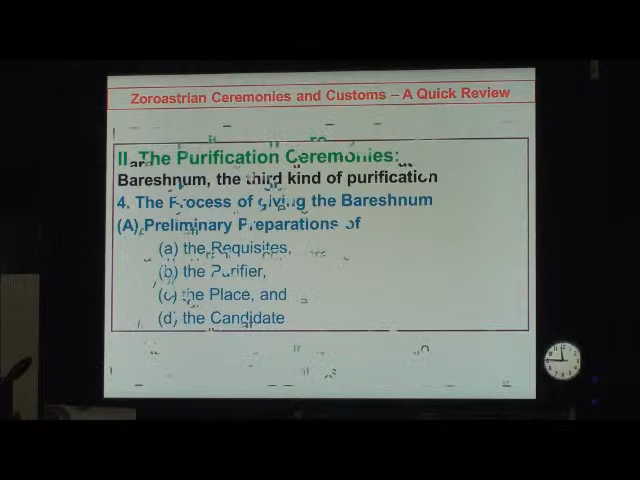 Zoroastrian Ceremonies and Customs – A Quick Review
II. The Purification Ceremonies:
Bareshnum, the third kind of purification
4. The Process of giving the Bareshnum
(A) Preliminary Preparations of
(a) the Requisites,
(b) the Purifier,
(c) the Place, and
(d) the Candidate